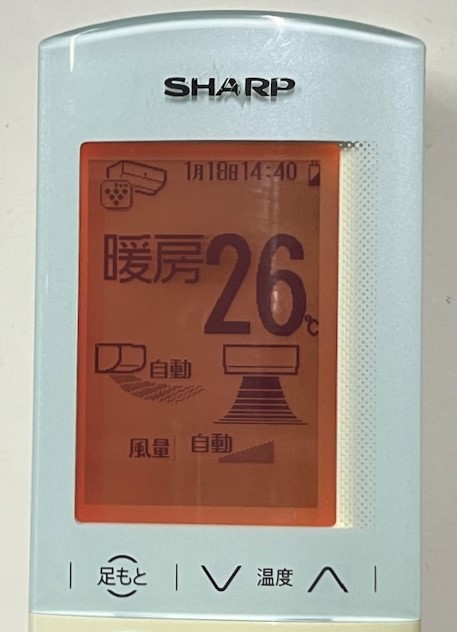 SHARP
1月18日14:40
暖房26℃
自動
風量 自動
足もと 温度